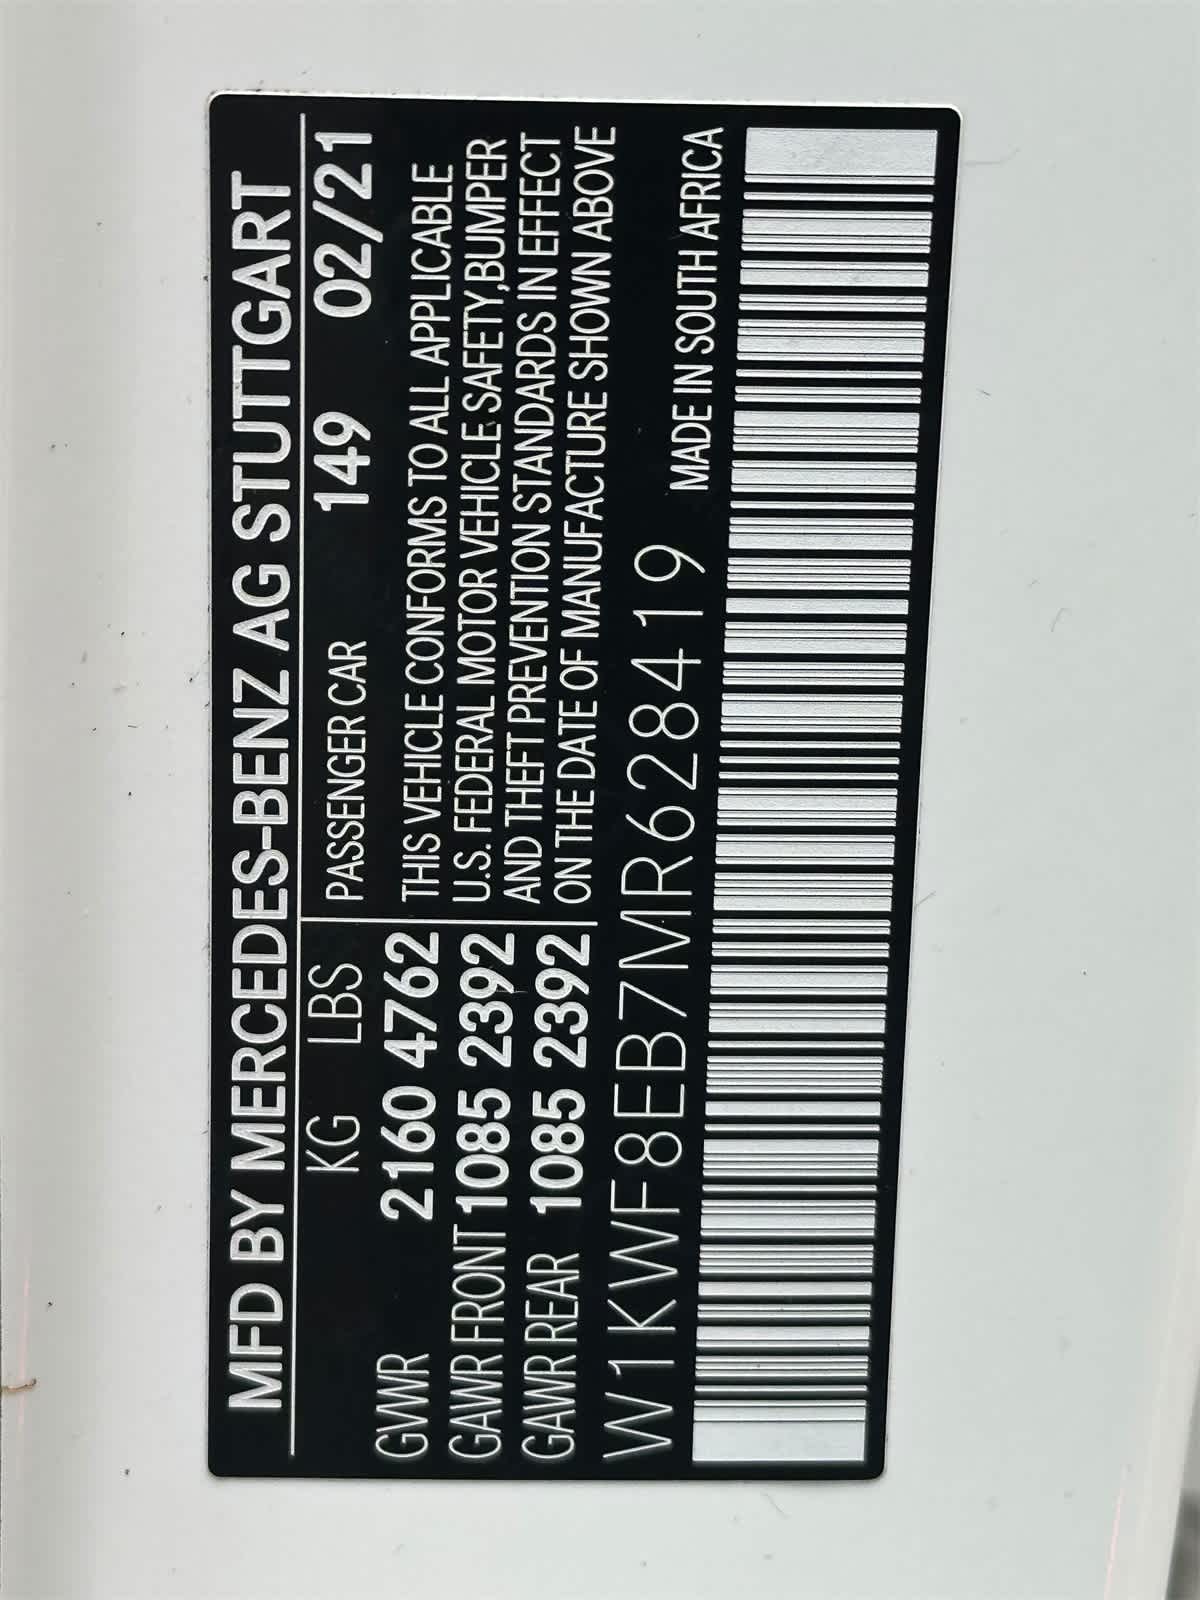 MFD BY MERCEDES-BENZ AG STUTTGART
KG LBS
GVWR 2160 4762
GAWR FRONT 1085 2392
GAWR REAR 1085 2392
PASSENGER CAR 149 02/21
THIS VEHICLE CONFORMS TO ALL APPLICABLE
U.S. FEDERAL MOTOR VEHICLE SAFETY,BUMPER
AND THEFT PREVENTION STANDARDS IN EFFECT
ON THE DATE OF MANUFACTURE SHOWN ABOVE
W1KWF8EB7MR628419 MADE IN SOUTH AFRICA